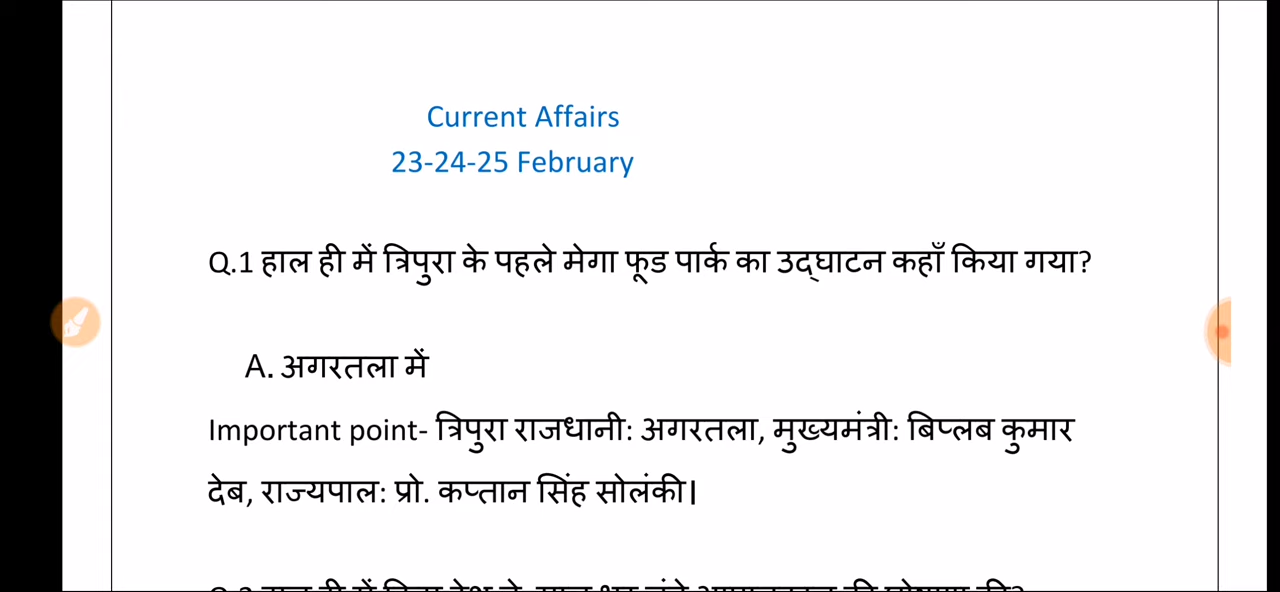 Current Affairs
23-24-25 February
Q.1 हाल ही में त्रिपुरा के पहले मेगा फूड पार्क का उद्घाटन कहाँ किया गया?
A. अगरतला में
Important point- त्रिपुरा राजधानी: अगरतला, मुख्यमंत्री: बिप्लब कुमार
देब, राज्यपाल: प्रो. कप्तान सिंह सोलंकी।